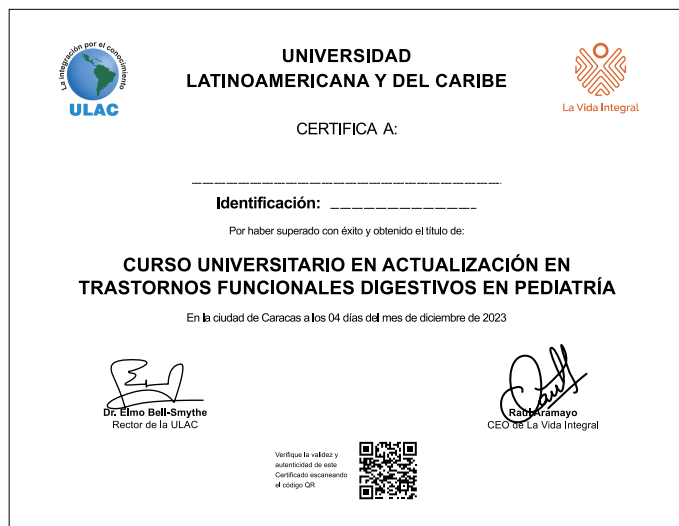 La integración por el conocimiento
ULAC
UNIVERSIDAD
LATINOAMERICANA Y DEL CARIBE
La Vida Integral
CERTIFICA A:
Identificación:
Por haber superado con éxito y obtenido el título de:
CURSO UNIVERSITARIO EN ACTUALIZACIÓN EN
TRASTORNOS FUNCIONALES DIGESTIVOS EN PEDIATRÍA
En la ciudad de Caracas a los 04 días del mes de diciembre de 2023
Dr. Elmo Bell-Smythe
Rector de la ULAC
Raúl Aramayo
CEO de La Vida Integral
Verifique la validez y
autenticidad de este
Certificado escaneando
el código QR